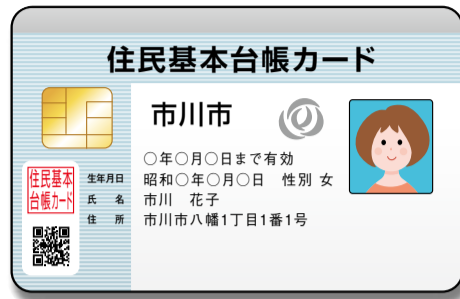 住民基本台帳カード
市川市
○年○月○日まで有効
住民基本
台帳カード
生年月日 昭和○年○月○日 性別 女
氏名 市川 花子
住所 市川市八幡1丁目1番1号